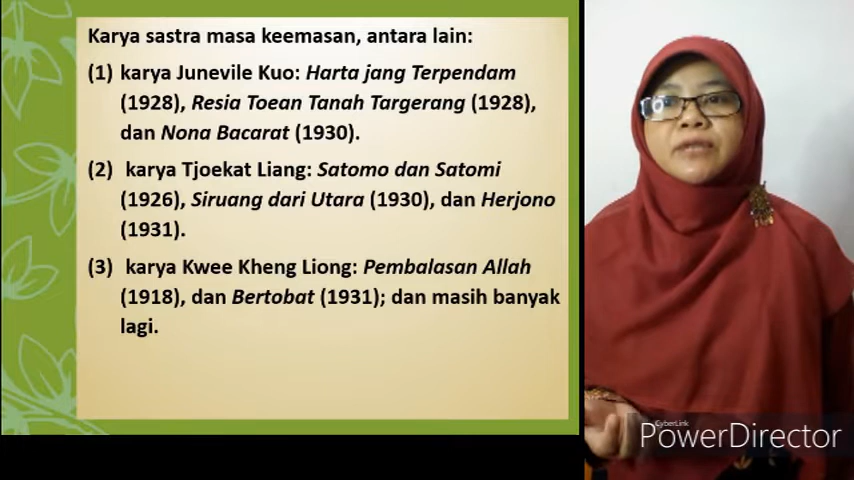 Karya sastra masa keemasan, antara lain:
(1) karya Junevile Kuo: Harta jang Terpendam
(1928), Resia Toean Tanah Targerang (1928),
dan Nona Bacarat (1930).
(2) karya Tjoekat Liang: Satomo dan Satomi
(1926), Siruang dari Utara (1930), dan Herjono
(1931).
(3) karya Kwee Kheng Liong: Pembalasan Allah
(1918), dan Bertobat (1931); dan masih banyak
lagi.
CyberLink
PowerDirector